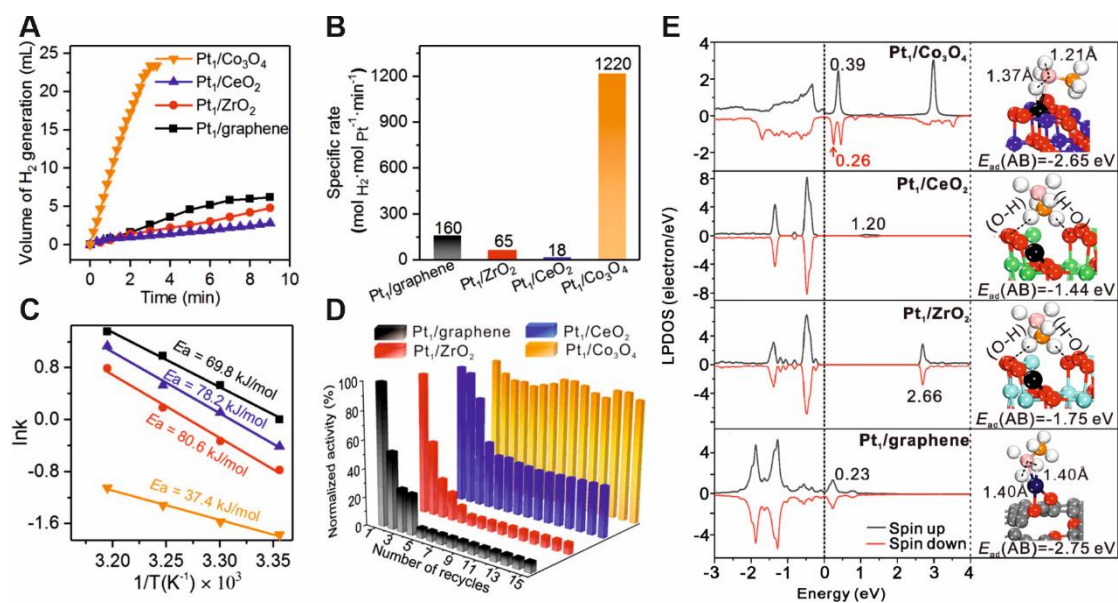 A
Volume of H₂ generation (mL)
25
20
15
10
5
0
Pt₁/Co₃O₄
Pt₁/CeO₂
Pt₁/ZrO₂
Pt₁/graphene
0 2 4 6 8 10
Time (min)
B
Specific rate
(mol H₂·mol Pt⁻¹·min⁻¹)
1200
900
600
300
0
160
65
18
1220
Pt₁/graphene
Pt₁/ZrO₂
Pt₁/CeO₂
Pt₁/Co₃O₄
C
lnk
0.8
0.0
-0.8
-1.6
Ea = 69.8 kJ/mol
Ea = 78.2 kJ/mol
Ea = 80.6 kJ/mol
Ea = 37.4 kJ/mol
3.20 3.25 3.30 3.35
1/T(K⁻¹) × 10³
D
Pt₁/graphene
Pt₁/CeO₂
Pt₁/ZrO₂
Pt₁/Co₃O₄
Normalized activity (%)
100
80
60
40
20
0
1 3 5 7 9 11 13 15
Number of recycles
E
LPDOS (electron/eV)
4
2
0
-2
Pt₁/Co₃O₄
0.39
0.26
1.21Å
1.37Å
Ead(AB)=-2.65 eV
8
4
0
-4
-8
Pt₁/CeO₂
1.20
(O-H)
(H-O)
Ead(AB)=-1.44 eV
8
4
0
-4
Pt₁/ZrO₂
2.66
(O-H)
(H-O)
Ead(AB)=-1.75 eV
4
2
0
-2
-4
Pt₁/graphene
0.23
Spin up
Spin down
1.40Å
1.40Å
Ead(AB)=-2.75 eV
-3 -2 -1 0 1 2 3 4
Energy (eV)